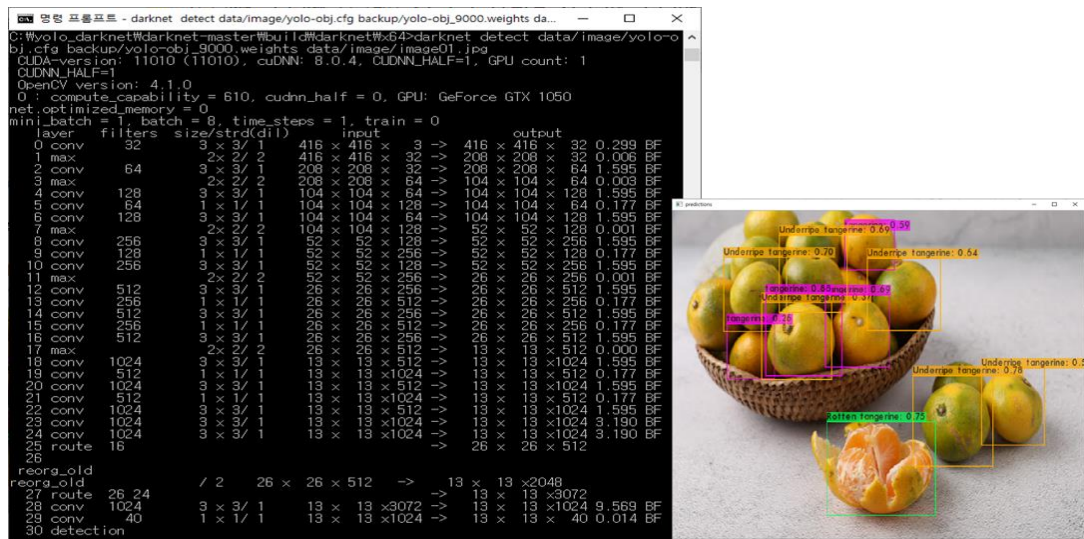 명령 프롬프트 - darknet detect data/image/yolo-obj.cfg backup/yolo-obj_9000.weights da...
C:₩yolo_darknet₩darknet-master₩build₩darknet₩x64>darknet detect data/image/yolo-o
bj.cfg backup/yolo-obj_9000.weights data/image/image01.jpg
CUDA-version: 11010 (11010), cuDNN: 8.0.4, CUDNN_HALF=1, GPU count: 1
CUDNN_HALF=1
OpenCV version: 4.1.0
0 : compute_capability = 610, cudnn_half = 0, GPU: GeForce GTX 1050
net.optimized_memory = 0
mini_batch = 1, batch = 8, time_steps = 1, train = 0
layer filters size/strd(dil) input output
0 conv 32 3 x 3/ 1 416 x 416 x 3 -> 416 x 416 x 32 0.299 BF
1 max 2x 2/ 2 416 x 416 x 32 -> 208 x 208 x 32 0.006 BF
2 conv 64 3 x 3/ 1 208 x 208 x 32 -> 208 x 208 x 64 1.595 BF
3 max 2x 2/ 2 208 x 208 x 64 -> 104 x 104 x 64 0.003 BF
4 conv 128 3 x 3/ 1 104 x 104 x 64 -> 104 x 104 x 128 1.595 BF
5 conv 64 1 x 1/ 1 104 x 104 x 128 -> 104 x 104 x 64 0.177 BF
6 conv 128 3 x 3/ 1 104 x 104 x 64 -> 104 x 104 x 128 1.595 BF
7 max 2x 2/ 2 104 x 104 x 128 -> 52 x 52 x 128 0.001 BF
8 conv 256 3 x 3/ 1 52 x 52 x 128 -> 52 x 52 x 256 1.595 BF
9 conv 128 1 x 1/ 1 52 x 52 x 256 -> 52 x 52 x 128 0.177 BF
10 conv 256 3 x 3/ 1 52 x 52 x 128 -> 52 x 52 x 256 1.595 BF
11 max 2x 2/ 2 52 x 52 x 256 -> 26 x 26 x 256 0.001 BF
12 conv 512 3 x 3/ 1 26 x 26 x 256 -> 26 x 26 x 512 1.595 BF
13 conv 256 1 x 1/ 1 26 x 26 x 512 -> 26 x 26 x 256 0.177 BF
14 conv 512 3 x 3/ 1 26 x 26 x 256 -> 26 x 26 x 512 1.595 BF
15 conv 256 1 x 1/ 1 26 x 26 x 512 -> 26 x 26 x 256 0.177 BF
16 conv 512 3 x 3/ 1 26 x 26 x 256 -> 26 x 26 x 512 1.595 BF
17 max 2x 2/ 2 26 x 26 x 512 -> 13 x 13 x 512 0.000 BF
18 conv 1024 3 x 3/ 1 13 x 13 x 512 -> 13 x 13 x1024 1.595 BF
19 conv 512 1 x 1/ 1 13 x 13 x1024 -> 13 x 13 x 512 0.177 BF
20 conv 1024 3 x 3/ 1 13 x 13 x 512 -> 13 x 13 x1024 1.595 BF
21 conv 512 1 x 1/ 1 13 x 13 x1024 -> 13 x 13 x 512 0.177 BF
22 conv 1024 3 x 3/ 1 13 x 13 x 512 -> 13 x 13 x1024 1.595 BF
23 conv 1024 3 x 3/ 1 13 x 13 x1024 -> 13 x 13 x1024 3.190 BF
24 conv 1024 3 x 3/ 1 13 x 13 x1024 -> 13 x 13 x1024 3.190 BF
25 route 16 -> 26 x 26 x 512
26
reorg_old
reorg_old / 2 26 x 26 x 512 -> 13 x 13 x2048
27 route 26 24 -> 13 x 13 x3072
28 conv 1024 3 x 3/ 1 13 x 13 x3072 -> 13 x 13 x1024 9.569 BF
29 conv 40 1 x 1/ 1 13 x 13 x1024 -> 13 x 13 x 40 0.014 BF
30 detection
predictions
tangerine: 0.59
Underripe tangerine: 0.69
Underripe tangerine: 0.70
Underripe tangerine: 0.64
tangerine: 0.69
Underripe tangerine:
tangerine: 0.26
Underripe tangerine: 0.5
Underripe tangerine: 0.78
Rotten tangerine: 0.75